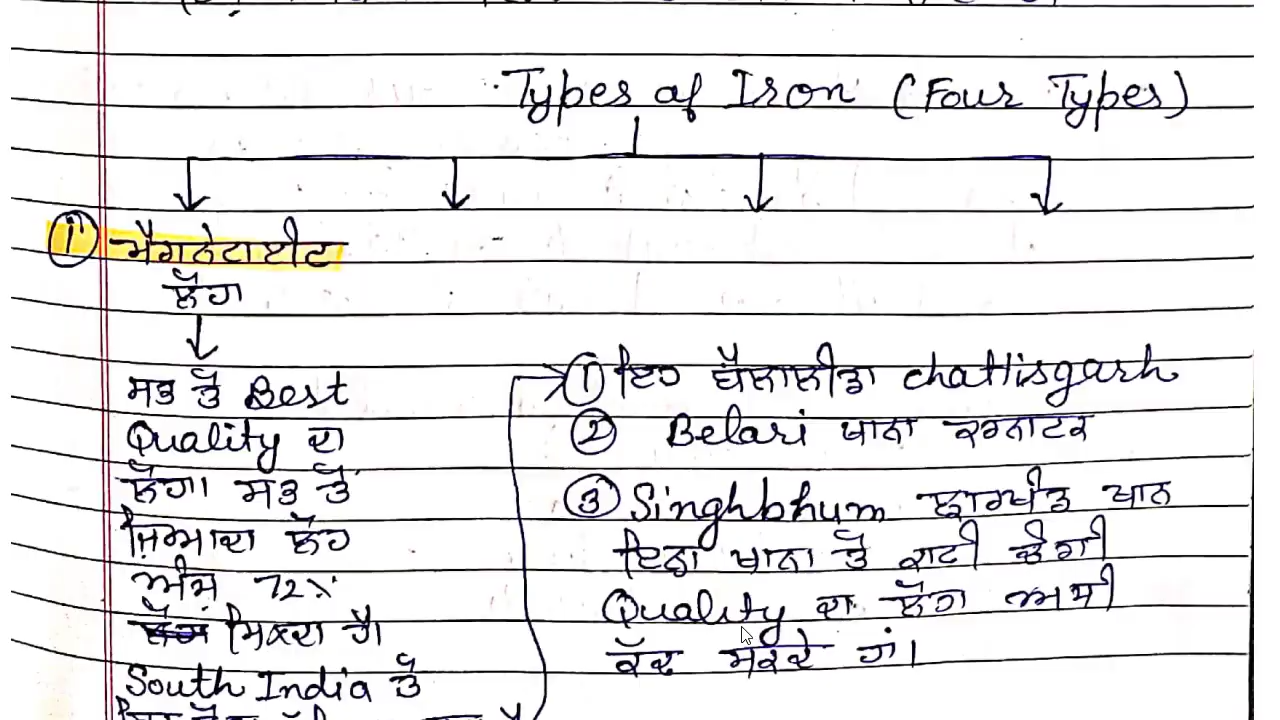 Types of Iron (Four Types)
① ਮੈਗਨੇਟਾਈਟ
ਲੋਹਾ
ਸਭ ਤੋਂ Best
Quality ਦਾ
ਲੋਹਾ। ਸਭ ਤੋਂ
ਜ਼ਿਆਦਾ ਲੋਹ
ਅੰਸ਼ 72%
ਮਿਲਦਾ ਹੈ।
South India ਤੋਂ
① ਇਹ ਬੈਲਾਲੀਡਾ chattisgarh
② Belari ਖਾਨਾ ਕਰਨਾਟਕ
③ Singhbhum ਝਾਰਖੰਡ ਖਾਨ
ਇਨ੍ਹਾਂ ਖਾਨਾ ਤੋਂ ਚੰਗੀ
Quality ਦਾ ਲੋਹਾ ਅਸੀਂ
ਕੱਢ ਸਕਦੇ ਹਾਂ।